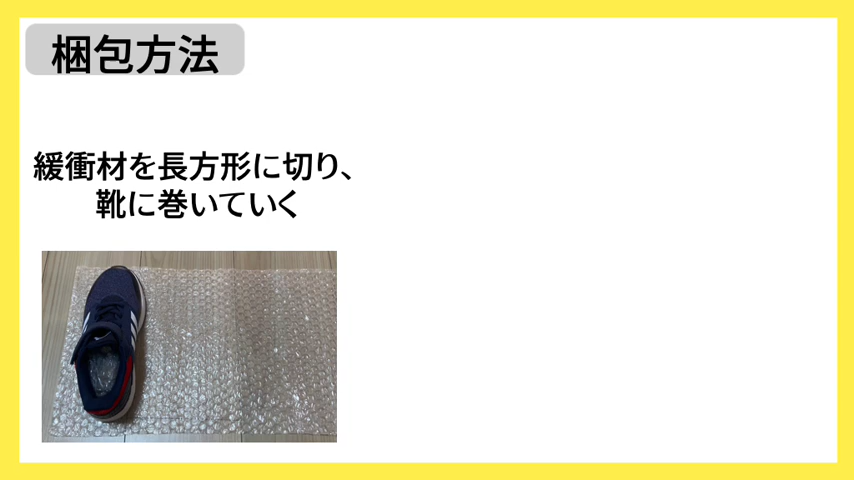 梱包方法
緩衝材を長方形に切り、
靴に巻いていく